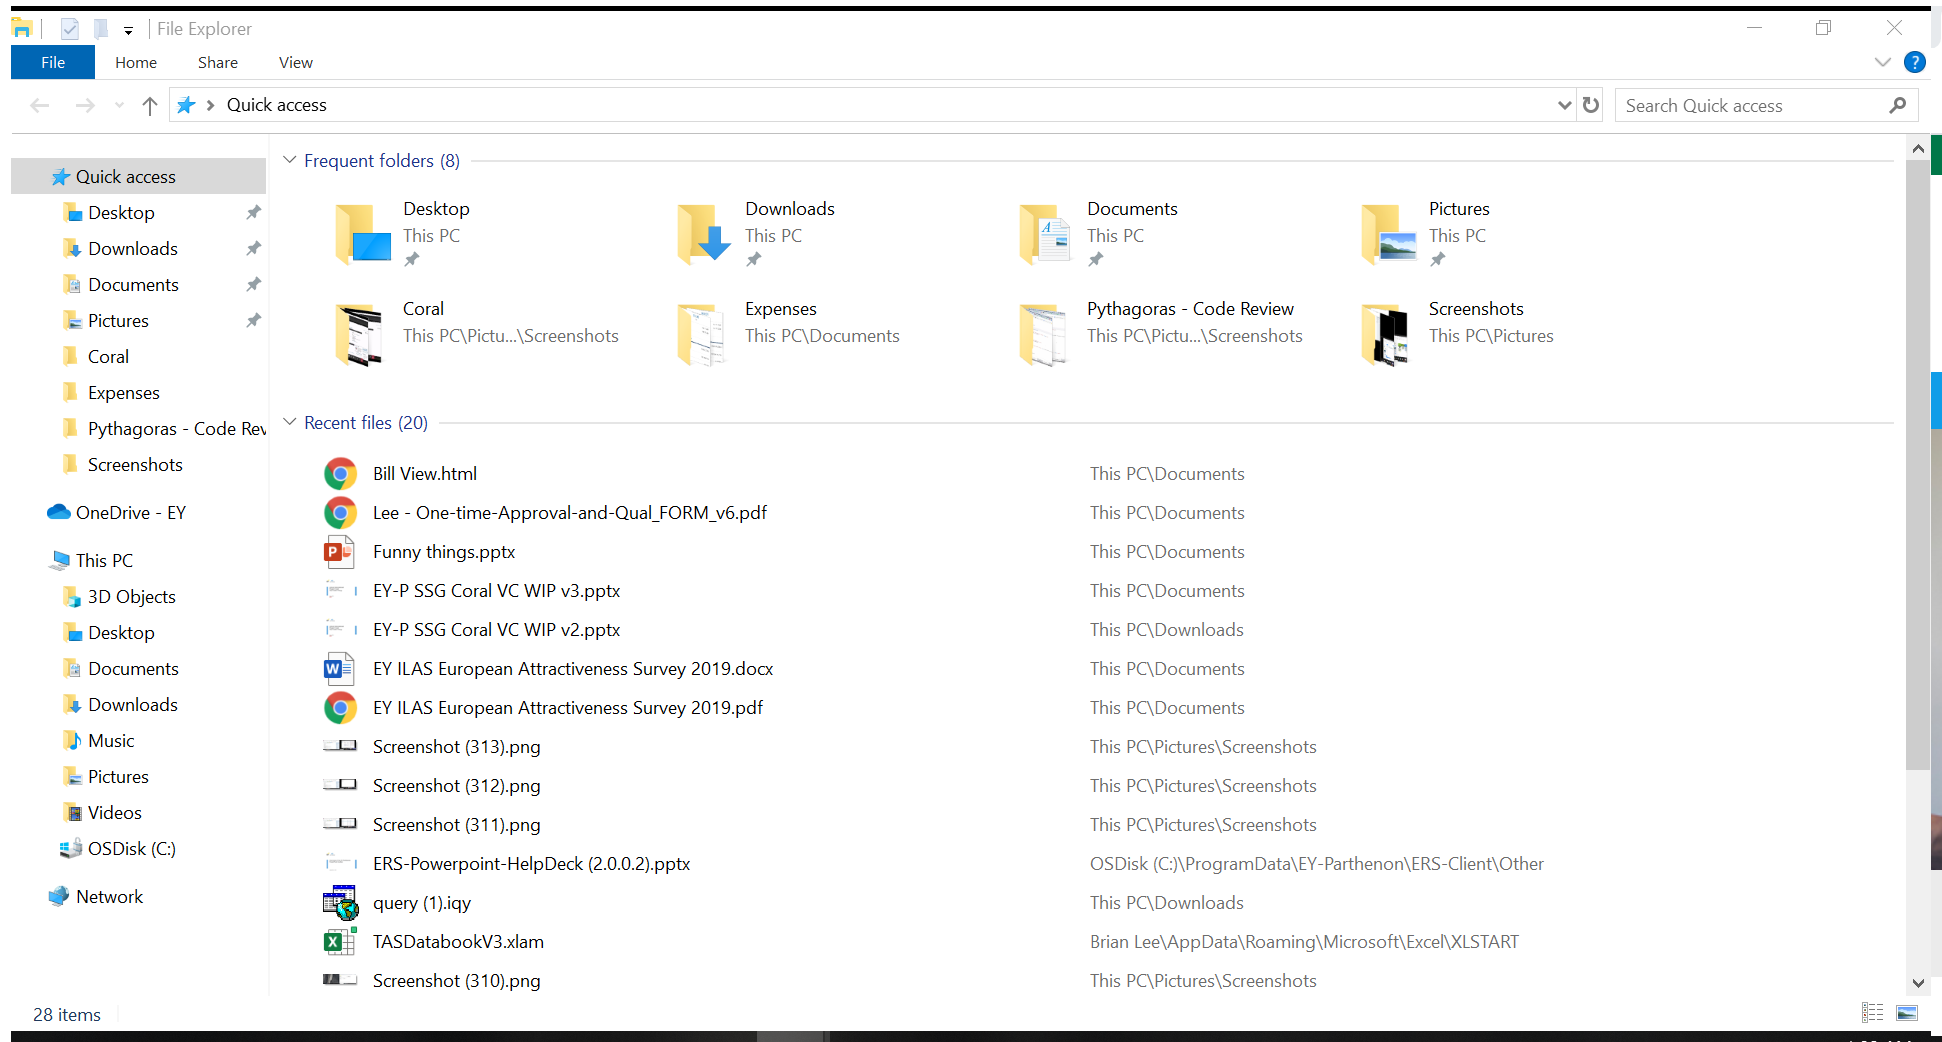 File Explorer
File Home Share View
Quick access
Search Quick access
Quick access
Desktop
Downloads
Documents
Pictures
Coral
Expenses
Pythagoras - Code Rev
Screenshots
OneDrive - EY
This PC
3D Objects
Desktop
Documents
Downloads
Music
Pictures
Videos
OSDisk (C:)
Network
Frequent folders (8)
Desktop
This PC
Downloads
This PC
Documents
This PC
Pictures
This PC
Coral
This PC\Pictu...\Screenshots
Expenses
This PC\Documents
Pythagoras - Code Review
This PC\Pictu...\Screenshots
Screenshots
This PC\Pictures
Recent files (20)
Bill View.html This PC\Documents
Lee - One-time-Approval-and-Qual_FORM_v6.pdf This PC\Documents
Funny things.pptx This PC\Documents
EY-P SSG Coral VC WIP v3.pptx This PC\Documents
EY-P SSG Coral VC WIP v2.pptx This PC\Downloads
EY ILAS European Attractiveness Survey 2019.docx This PC\Documents
EY ILAS European Attractiveness Survey 2019.pdf This PC\Documents
Screenshot (313).png This PC\Pictures\Screenshots
Screenshot (312).png This PC\Pictures\Screenshots
Screenshot (311).png This PC\Pictures\Screenshots
ERS-Powerpoint-HelpDeck (2.0.0.2).pptx OSDisk (C:)\ProgramData\EY-Parthenon\ERS-Client\Other
query (1).iqy This PC\Downloads
TASDatabookV3.xlam Brian Lee\AppData\Roaming\Microsoft\Excel\XLSTART
Screenshot (310).png This PC\Pictures\Screenshots
28 items